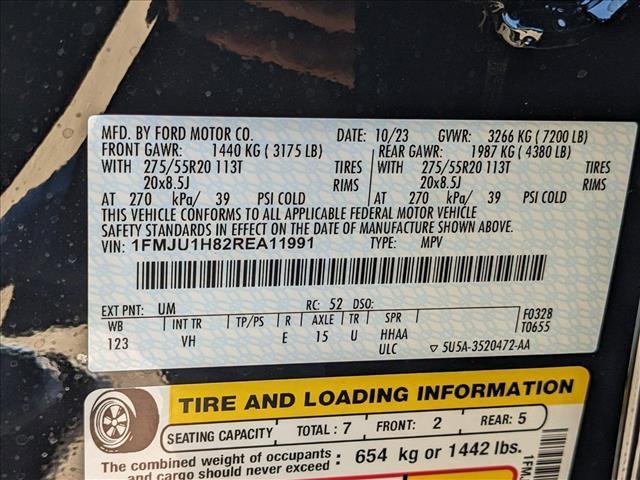 MFD. BY FORD MOTOR CO. DATE: 10/23 GVWR: 3266 KG ( 7200 LB)
FRONT GAWR: 1440 KG ( 3175 LB) REAR GAWR: 1987 KG ( 4380 LB)
WITH 275/55R20 113T TIRES WITH 275/55R20 113T TIRES
20x8.5J RIMS 20x8.5J RIMS
AT 270 kPa/ 39 PSI COLD AT 270 kPa/ 39 PSI COLD
THIS VEHICLE CONFORMS TO ALL APPLICABLE FEDERAL MOTOR VEHICLE
SAFETY STANDARDS IN EFFECT ON THE DATE OF MANUFACTURE SHOWN ABOVE.
VIN: 1FMJU1H82REA11991 TYPE: MPV
EXT PNT: UM RC: 52 DSO:
WB INT TR TP/PS R AXLE TR SPR F0328
123 VH E 15 U HHAA T0655
ULC ▽ 5U5A-3520472-AA
TIRE AND LOADING INFORMATION
SEATING CAPACITY TOTAL : 7 FRONT: 2 REAR: 5
The combined weight of occupants and cargo should never exceed : 654 kg or 1442 lbs.
1FMJ